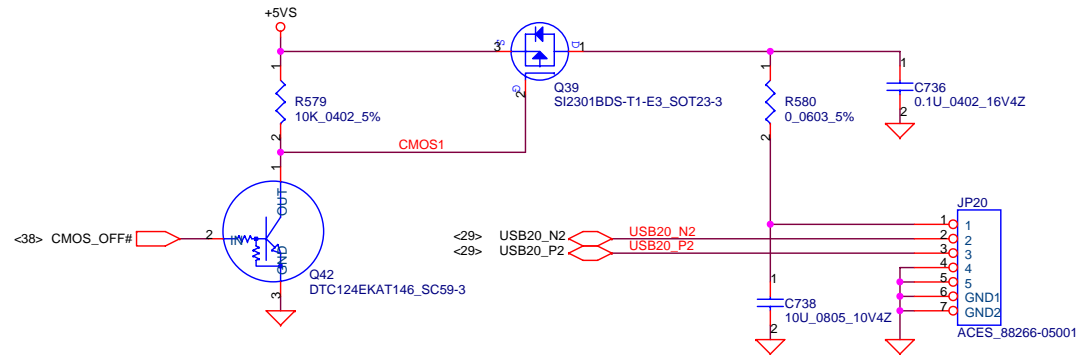 +5VS
1
R579
10K_0402_5%
2
3
S
D
1
G
2
Q39
SI2301BDS-T1-E3_SOT23-3
1
R580
0_0603_5%
2
1
C736
0.1U_0402_16V4Z
2
CMOS1
1
OUT
<38> CMOS_OFF#
2
IN
GND
3
Q42
DTC124EKAT146_SC59-3
<29> USB20_N2
USB20_N2
<29> USB20_P2
USB20_P2
1
C738
10U_0805_10V4Z
2
JP20
1 1
2 2
3 3
4 4
5 5
6 GND1
7 GND2
ACES_88266-05001